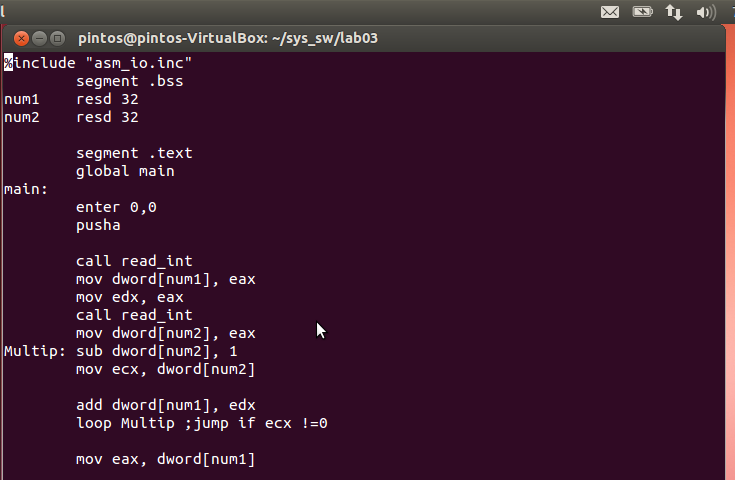 l
pintos@pintos-VirtualBox: ~/sys_sw/lab03
%include "asm_io.inc"
segment .bss
num1 resd 32
num2 resd 32
segment .text
global main
main:
enter 0,0
pusha
call read_int
mov dword[num1], eax
mov edx, eax
call read_int
mov dword[num2], eax
Multip: sub dword[num2], 1
mov ecx, dword[num2]
add dword[num1], edx
loop Multip ;jump if ecx !=0
mov eax, dword[num1]